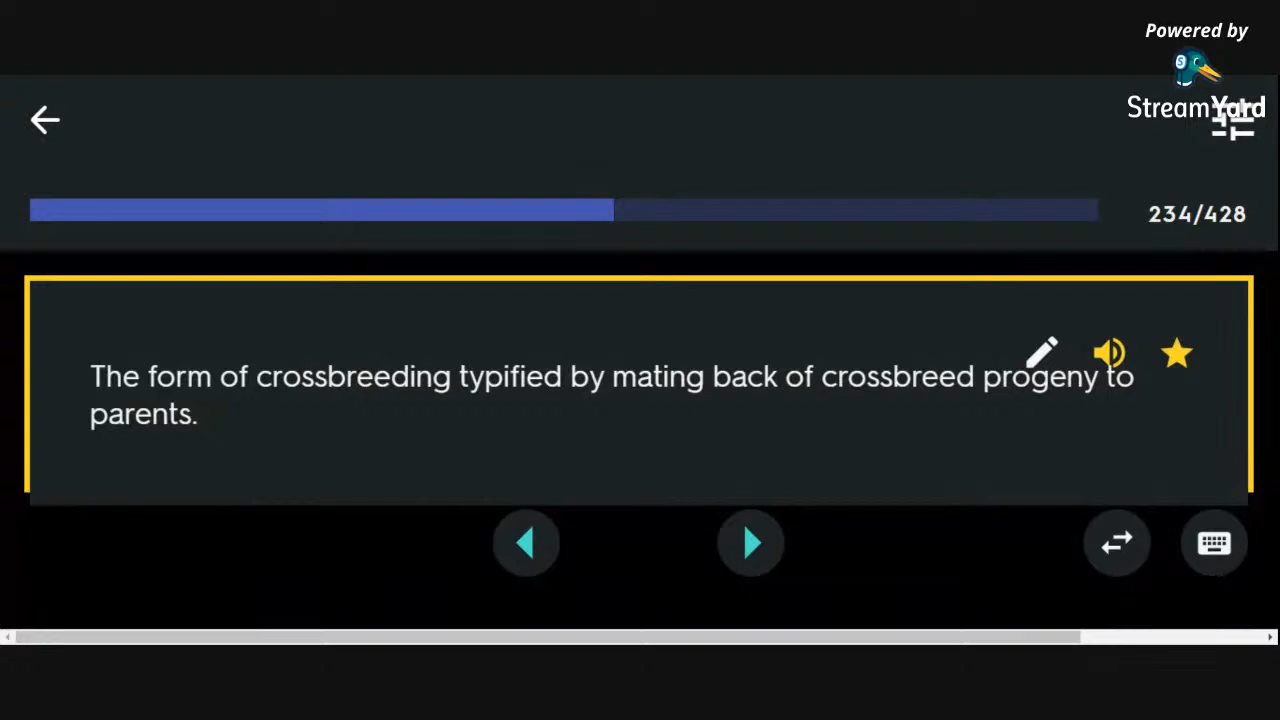 Powered by
StreamYard
234/428
The form of crossbreeding typified by mating back of crossbreed progeny to
parents.